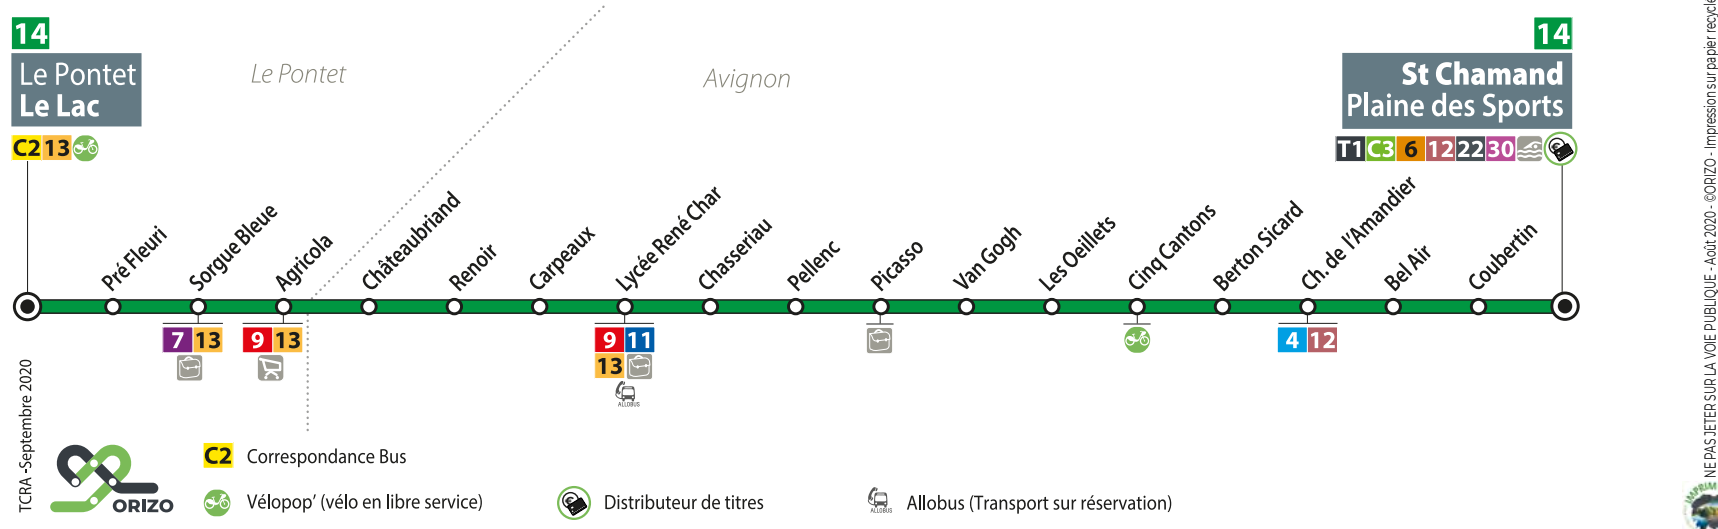 14
Le Pontet
Le Lac
C2 13
Le Pontet
Avignon
14
St Chamand
Plaine des Sports
T1 C3 6 12 22 30
Pré Fleuri
Sorgue Bleue
Agricola
Châteaubriand
Renoir
Carpeaux
Lycée René Char
Chasseriau
Pellenc
Picasso
Van Gogh
Les Oeillets
Cinq Cantons
Berton Sicard
Ch. de l'Amandier
Bel Air
Coubertin
7 13
9 13
9 11
13
ALLOBUS
4 12
TCRA -Septembre 2020
ORIZO
C2 Correspondance Bus
Vélopop' (vélo en libre service)
Distributeur de titres
ALLOBUS
Allobus (Transport sur réservation)
NE PAS JETER SUR LA VOIE PUBLIQUE - Août 2020 - ©ORIZO - Impression sur papier recyclé
IMPRIM